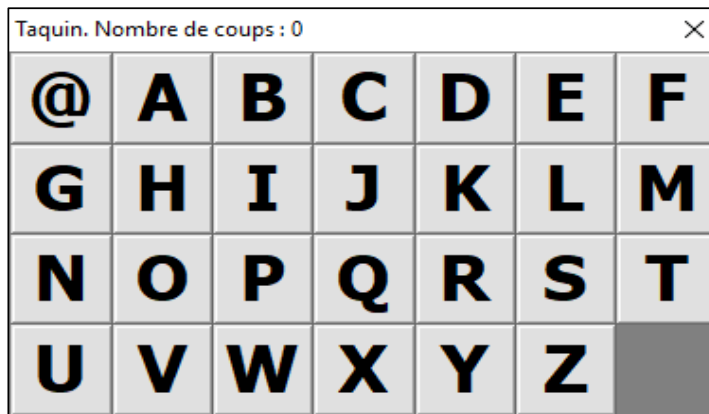 Taquin. Nombre de coups : 0
@ A B C D E F
G H I J K L M
N O P Q R S T
U V W X Y Z